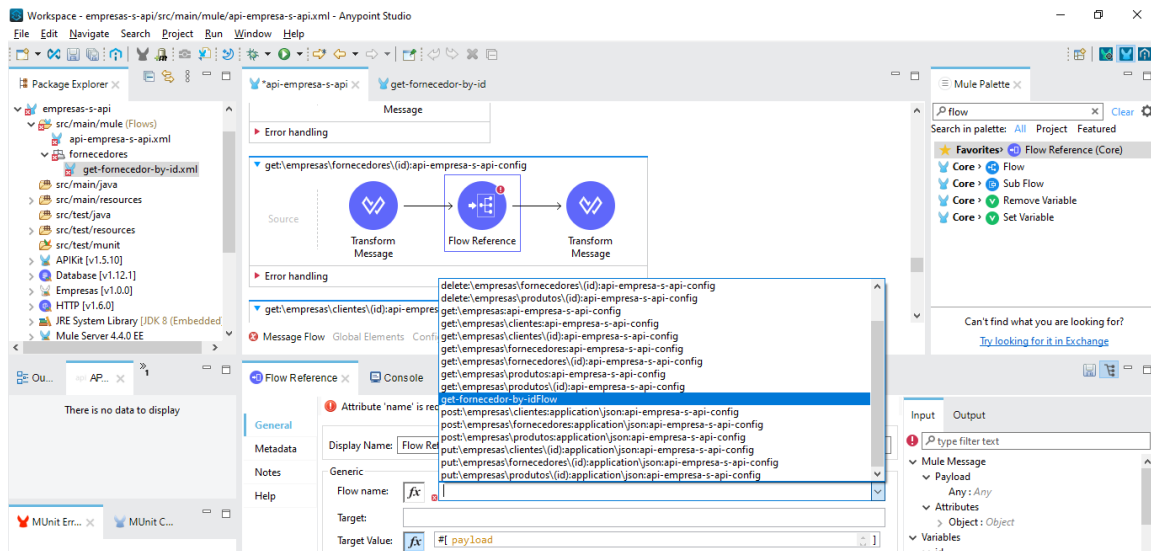 Workspace - empresas-s-api/src/main/mule/api-empresa-s-api.xml - Anypoint Studio
File Edit Navigate Search Project Run Window Help
Package Explorer
empresas-s-api
src/main/mule (Flows)
api-empresa-s-api.xml
fornecedores
get-fornecedor-by-id.xml
src/main/java
src/main/resources
src/test/java
src/test/resources
src/test/munit
APIKit [v1.5.10]
Database [v1.12.1]
Empresas [v1.0.0]
HTTP [v1.6.0]
JRE System Library [JDK 8 (Embedded
Mule Server 4.4.0 EE
*api-empresa-s-api
get-fornecedor-by-id
Message
Error handling
get:\empresas\fornecedores\(id):api-empresa-s-api-config
Source
Transform Message
Flow Reference
Transform Message
Error handling
get:\empresas\clientes\(id):api-empres
Message Flow Global Elements Confi
Mule Palette
flow
Clear
Search in palette: All Project Featured
Favorites> Flow Reference (Core)
Core > Flow
Core > Sub Flow
Core > Remove Variable
Core > Set Variable
Can't find what you are looking for?
Try looking for it in Exchange
Ou...
AP...
»1
There is no data to display
MUnit Err...
MUnit C...
Flow Reference
Console
General
Metadata
Notes
Help
Attribute 'name' is rec
Display Name: Flow Ref
Generic
Flow name: fx
Target:
Target Value: fx #[ payload ]
delete:\empresas\fornecedores\(id):api-empresa-s-api-config
delete:\empresas\produtos\(id):api-empresa-s-api-config
get:\empresas:api-empresa-s-api-config
get:\empresas\clientes:api-empresa-s-api-config
get:\empresas\clientes\(id):api-empresa-s-api-config
get:\empresas\fornecedores:api-empresa-s-api-config
get:\empresas\fornecedores\(id):api-empresa-s-api-config
get:\empresas\produtos:api-empresa-s-api-config
get:\empresas\produtos\(id):api-empresa-s-api-config
get-fornecedor-by-idFlow
post:\empresas\clientes:application\json:api-empresa-s-api-config
post:\empresas\fornecedores:application\json:api-empresa-s-api-config
post:\empresas\produtos:application\json:api-empresa-s-api-config
put:\empresas\clientes\(id):application\json:api-empresa-s-api-config
put:\empresas\fornecedores\(id):application\json:api-empresa-s-api-config
put:\empresas\produtos\(id):application\json:api-empresa-s-api-config
Input
Output
type filter text
Mule Message
Payload
Any : Any
Attributes
Object : Object
Variables